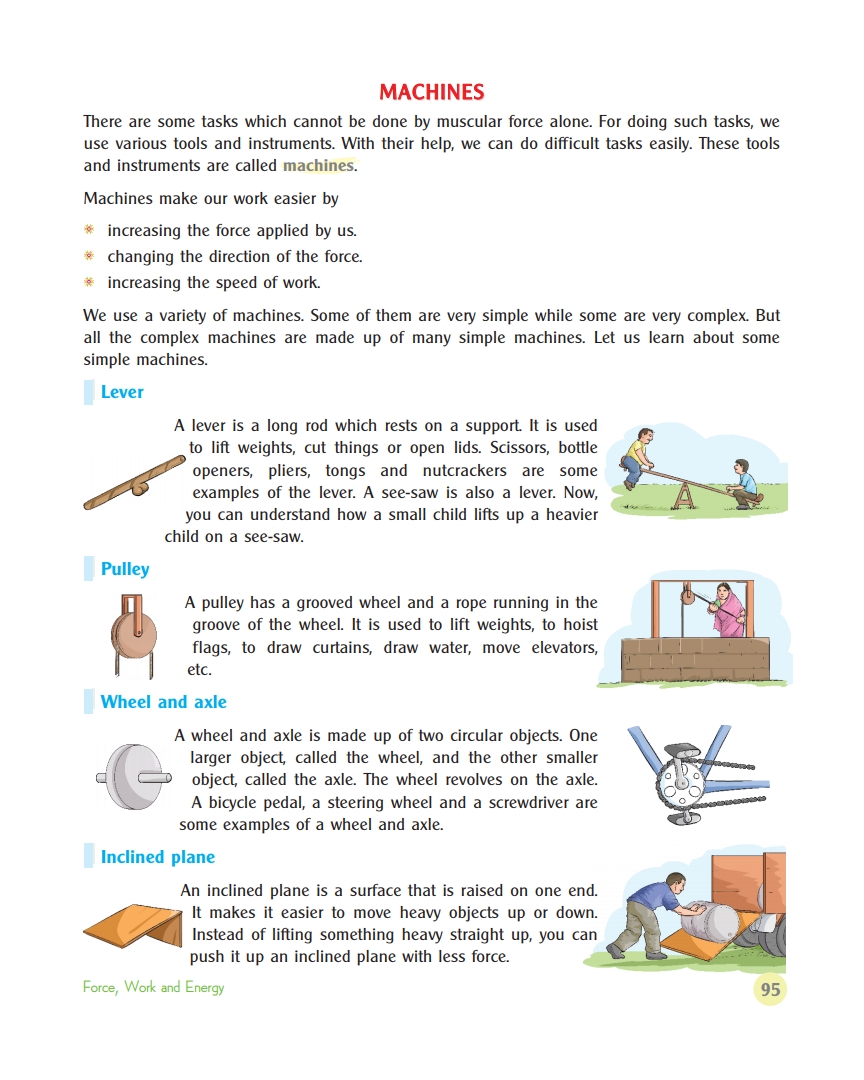 MACHINES
There are some tasks which cannot be done by muscular force alone. For doing such tasks, we
use various tools and instruments. With their help, we can do difficult tasks easily. These tools
and instruments are called machines.
Machines make our work easier by
increasing the force applied by us.
changing the direction of the force.
increasing the speed of work.
We use a variety of machines. Some of them are very simple while some are very complex. But
all the complex machines are made up of many simple machines. Let us learn about some
simple machines.
Lever
A lever is a long rod which rests on a support. It is used
to lift weights, cut things or open lids. Scissors, bottle
openers, pliers, tongs and nutcrackers are some
examples of the lever. A see-saw is also a lever. Now,
you can understand how a small child lifts up a heavier
child on a see-saw.
Pulley
A pulley has a grooved wheel and a rope running in the
groove of the wheel. It is used to lift weights, to hoist
flags, to draw curtains, draw water, move elevators,
etc.
Wheel and axle
A wheel and axle is made up of two circular objects. One
larger object, called the wheel, and the other smaller
object, called the axle. The wheel revolves on the axle.
A bicycle pedal, a steering wheel and a screwdriver are
some examples of a wheel and axle.
Inclined plane
An inclined plane is a surface that is raised on one end.
It makes it easier to move heavy objects up or down.
Instead of lifting something heavy straight up, you can
push it up an inclined plane with less force.
Force, Work and Energy
95